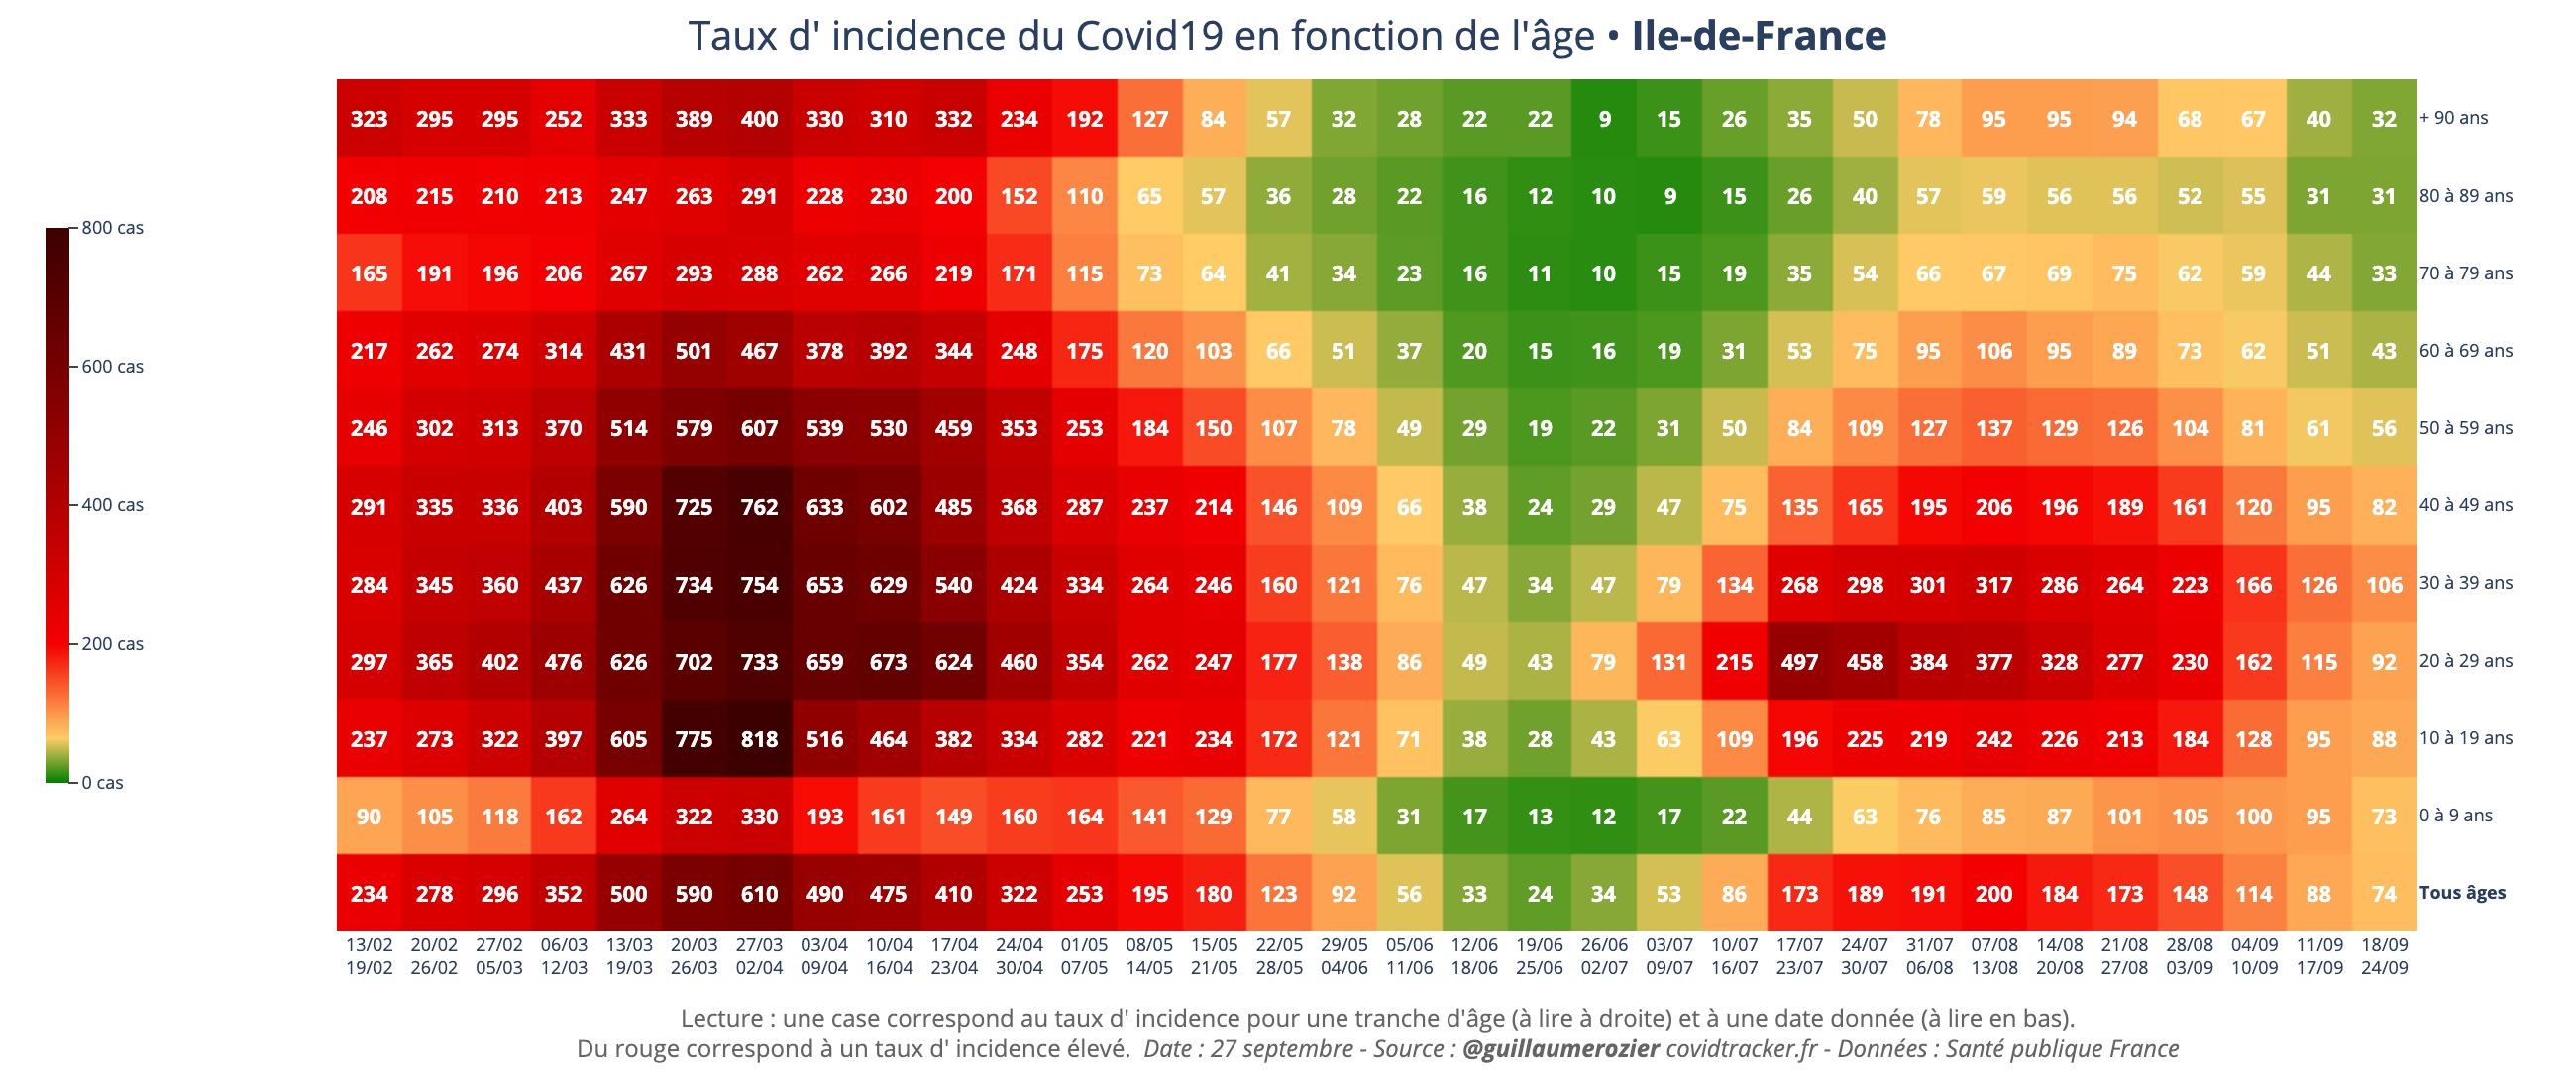 Taux d' incidence du Covid19 en fonction de l'âge • Ile-de-France
323 295 295 252 333 389 400 330 310 332 234 192 127 84 57 32 28 22 22 9 15 26 35 50 78 95 95 94 68 67 40 32 + 90 ans
208 215 210 213 247 263 291 228 230 200 152 110 65 57 36 28 22 16 12 10 9 15 26 40 57 59 56 56 52 55 31 31 80 à 89 ans
800 cas
165 191 196 206 267 293 288 262 266 219 171 115 73 64 41 34 23 16 11 10 15 19 35 54 66 67 69 75 62 59 44 33 70 à 79 ans
217 262 274 314 431 501 467 378 392 344 248 175 120 103 66 51 37 20 15 16 19 31 53 75 95 106 95 89 73 62 51 43 60 à 69 ans
600 cas
246 302 313 370 514 579 607 539 530 459 353 253 184 150 107 78 49 29 19 22 31 50 84 109 127 137 129 126 104 81 61 56 50 à 59 ans
400 cas
291 335 336 403 590 725 762 633 602 485 368 287 237 214 146 109 66 38 24 29 47 75 135 165 195 206 196 189 161 120 95 82 40 à 49 ans
284 345 360 437 626 734 754 653 629 540 424 334 264 246 160 121 76 47 34 47 79 134 268 298 301 317 286 264 223 166 126 106 30 à 39 ans
200 cas
297 365 402 476 626 702 733 659 673 624 460 354 262 247 177 138 86 49 43 79 131 215 497 458 384 377 328 277 230 162 115 92 20 à 29 ans
237 273 322 397 605 775 818 516 464 382 334 282 221 234 172 121 71 38 28 43 63 109 196 225 219 242 226 213 184 128 95 88 10 à 19 ans
0 cas
90 105 118 162 264 322 330 193 161 149 160 164 141 129 77 58 31 17 13 12 17 22 44 63 76 85 87 101 105 100 95 73 0 à 9 ans
234 278 296 352 500 590 610 490 475 410 322 253 195 180 123 92 56 33 24 34 53 86 173 189 191 200 184 173 148 114 88 74 Tous âges
13/02 20/02 27/02 06/03 13/03 20/03 27/03 03/04 10/04 17/04 24/04 01/05 08/05 15/05 22/05 29/05 05/06 12/06 19/06 26/06 03/07 10/07 17/07 24/07 31/07 07/08 14/08 21/08 28/08 04/09 11/09 18/09
19/02 26/02 05/03 12/03 19/03 26/03 02/04 09/04 16/04 23/04 30/04 07/05 14/05 21/05 28/05 04/06 11/06 18/06 25/06 02/07 09/07 16/07 23/07 30/07 06/08 13/08 20/08 27/08 03/09 10/09 17/09 24/09
Lecture : une case correspond au taux d' incidence pour une tranche d'âge (à lire à droite) et à une date donnée (à lire en bas).
Du rouge correspond à un taux d' incidence élevé. Date : 27 septembre - Source : @guillaumerozier covidtracker.fr - Données : Santé publique France